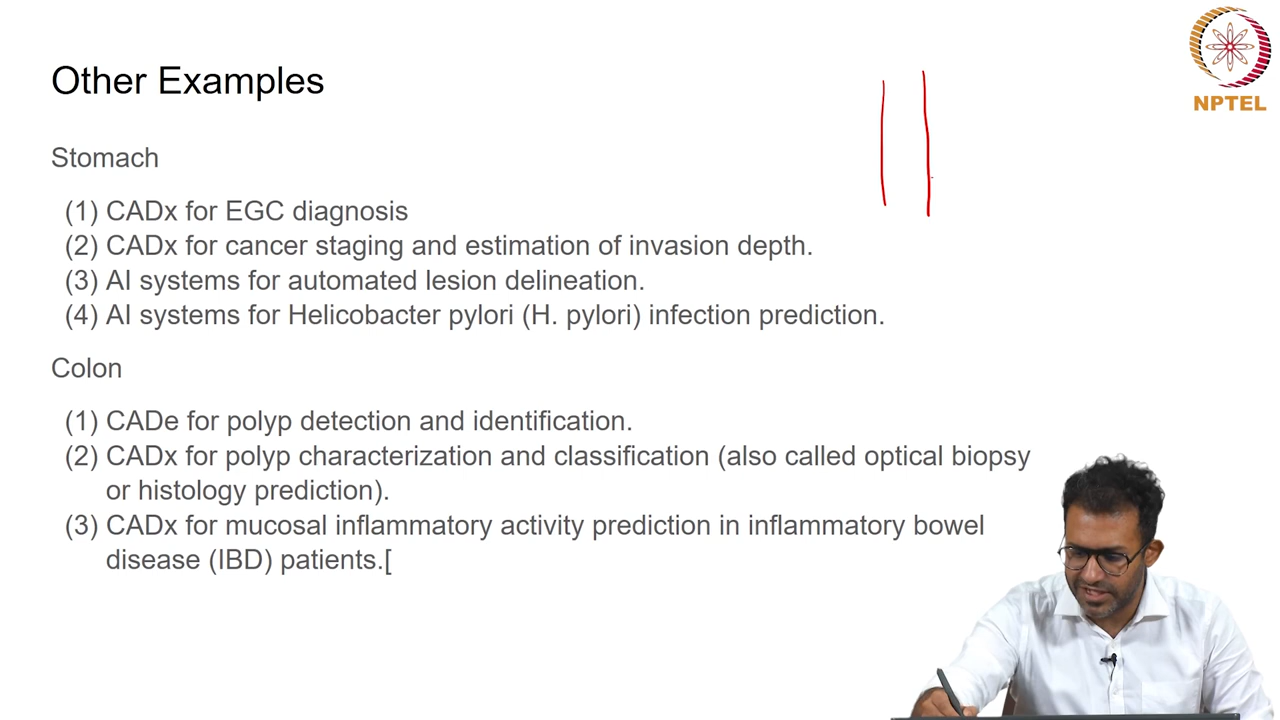 Other Examples
NPTEL
Stomach
(1) CADx for EGC diagnosis
(2) CADx for cancer staging and estimation of invasion depth.
(3) AI systems for automated lesion delineation.
(4) AI systems for Helicobacter pylori (H. pylori) infection prediction.
Colon
(1) CADe for polyp detection and identification.
(2) CADx for polyp characterization and classification (also called optical biopsy
or histology prediction).
(3) CADx for mucosal inflammatory activity prediction in inflammatory bowel
disease (IBD) patients.[